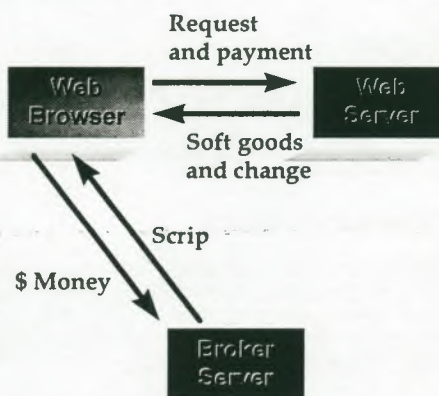 Request
and payment
Web
Browser
Web
Server
Soft goods
and change
Scrip
$ Money
Broker
Server